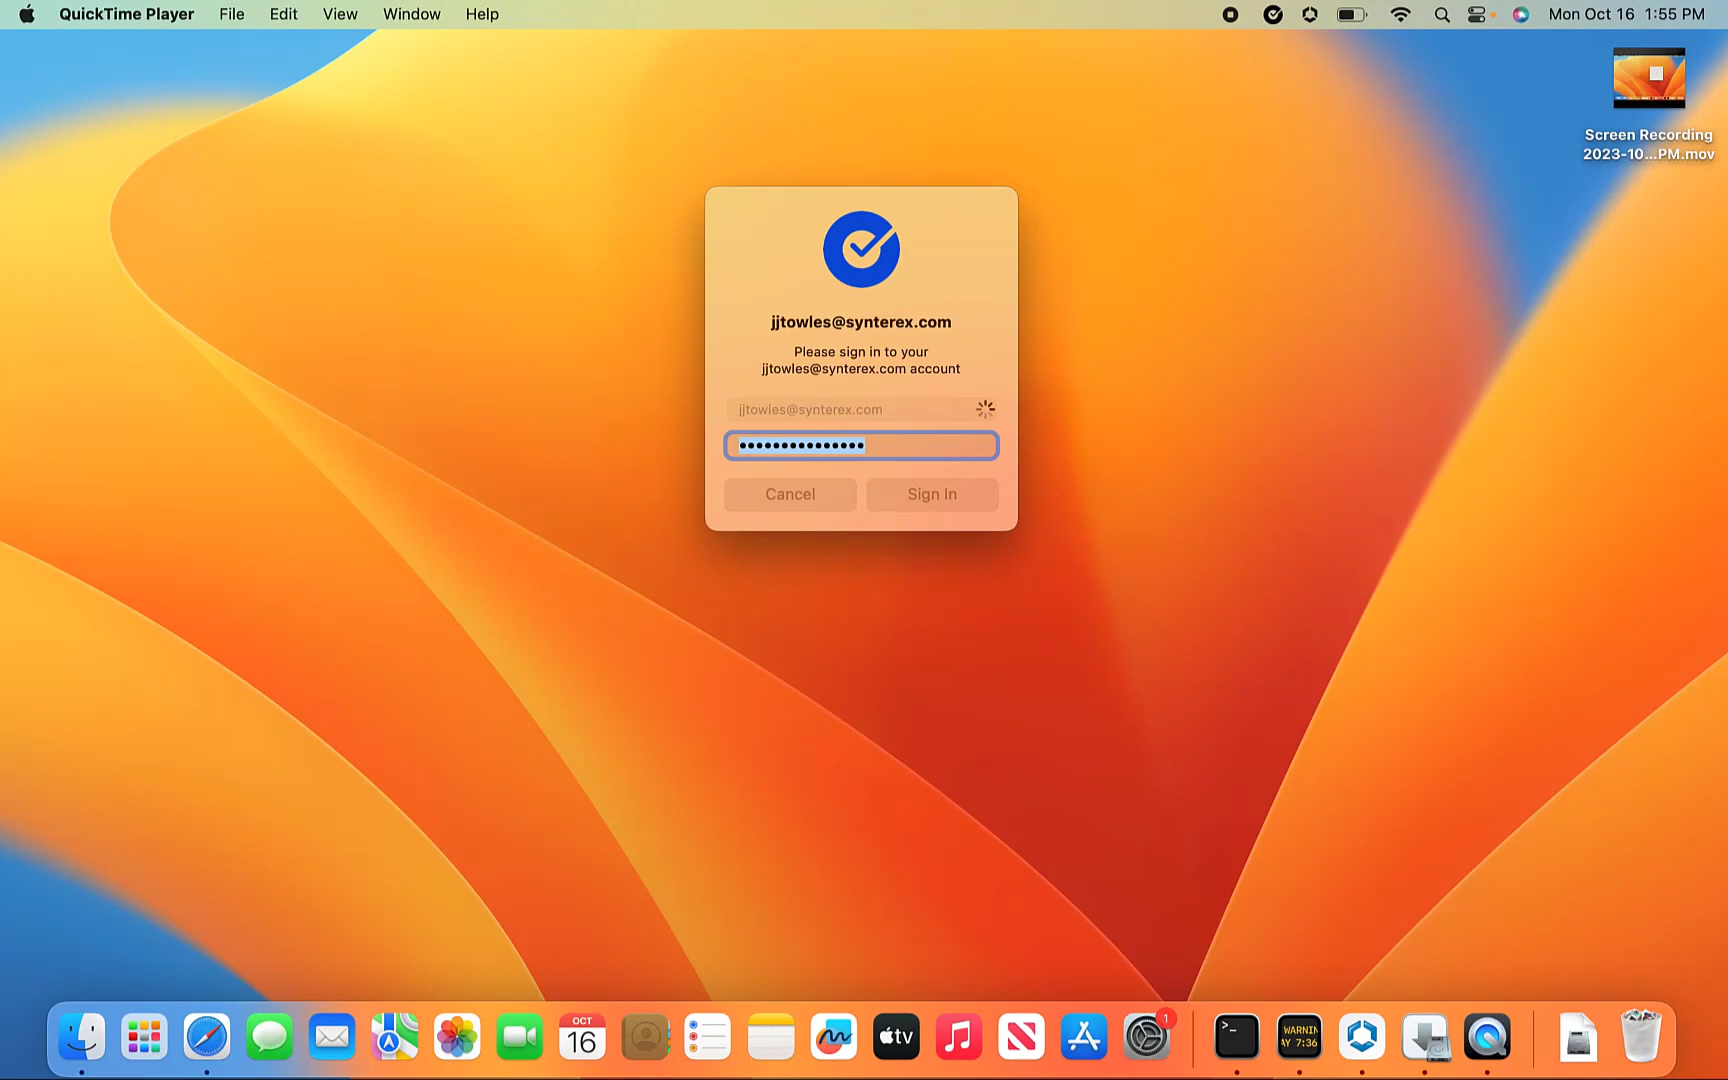 QuickTime Player File Edit View Window Help Mon Oct 16 1:55 PM
Screen Recording
2023-10...PM.mov
jjtowles@synterex.com
Please sign in to your
jjtowles@synterex.com account
jjtowles@synterex.com
Cancel Sign In
OCT
16
tv
1
>_
WARNIN
AY 7:36